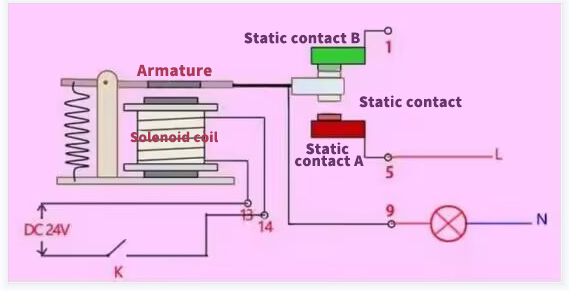 Static contact B
1
Armature
Static contact
Solenoid coil
Static
contact A
L
5
9
N
13
14
DC 24V
K